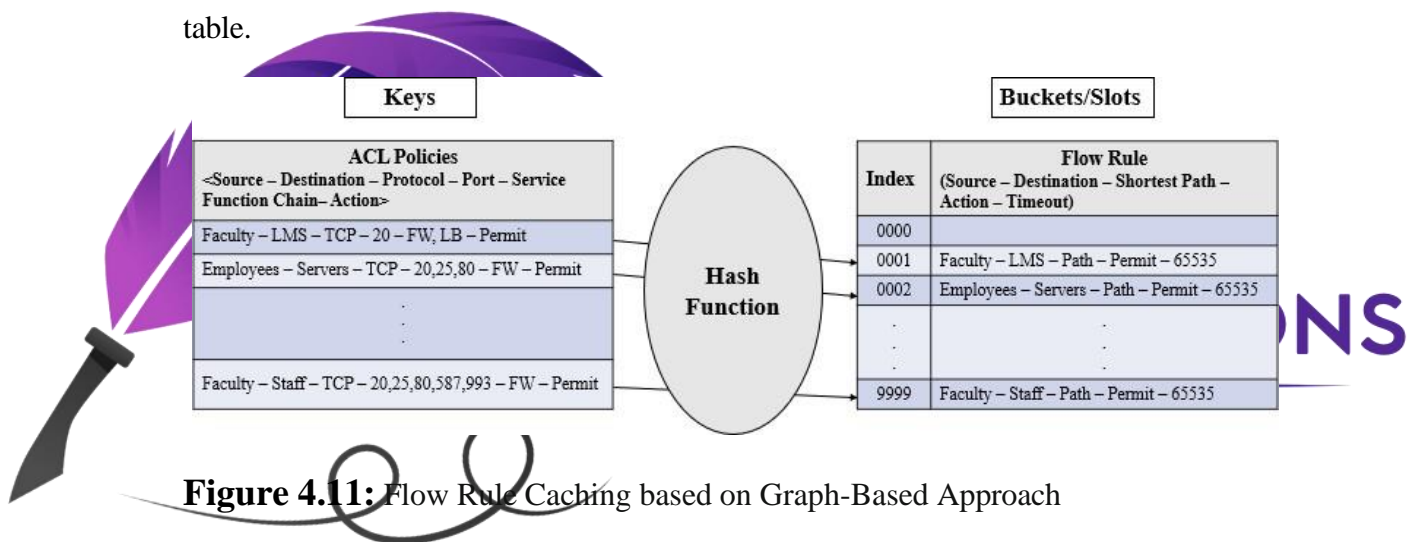 table.
Keys
Buckets/Slots
ACL Policies
<Source – Destination – Protocol – Port – Service
Function Chain– Action>
Faculty – LMS – TCP – 20 – FW, LB – Permit
Employees – Servers – TCP – 20,25,80 – FW – Permit
.
.
.
Faculty – Staff – TCP – 20,25,80,587,993 – FW – Permit
Hash
Function
Index
Flow Rule
(Source – Destination – Shortest Path –
Action – Timeout)
0000
0001 Faculty – LMS – Path – Permit – 65535
0002 Employees – Servers – Path – Permit – 65535
. .
. .
. .
9999 Faculty – Staff – Path – Permit – 65535
NS
Figure 4.11: Flow Rule Caching based on Graph-Based Approach